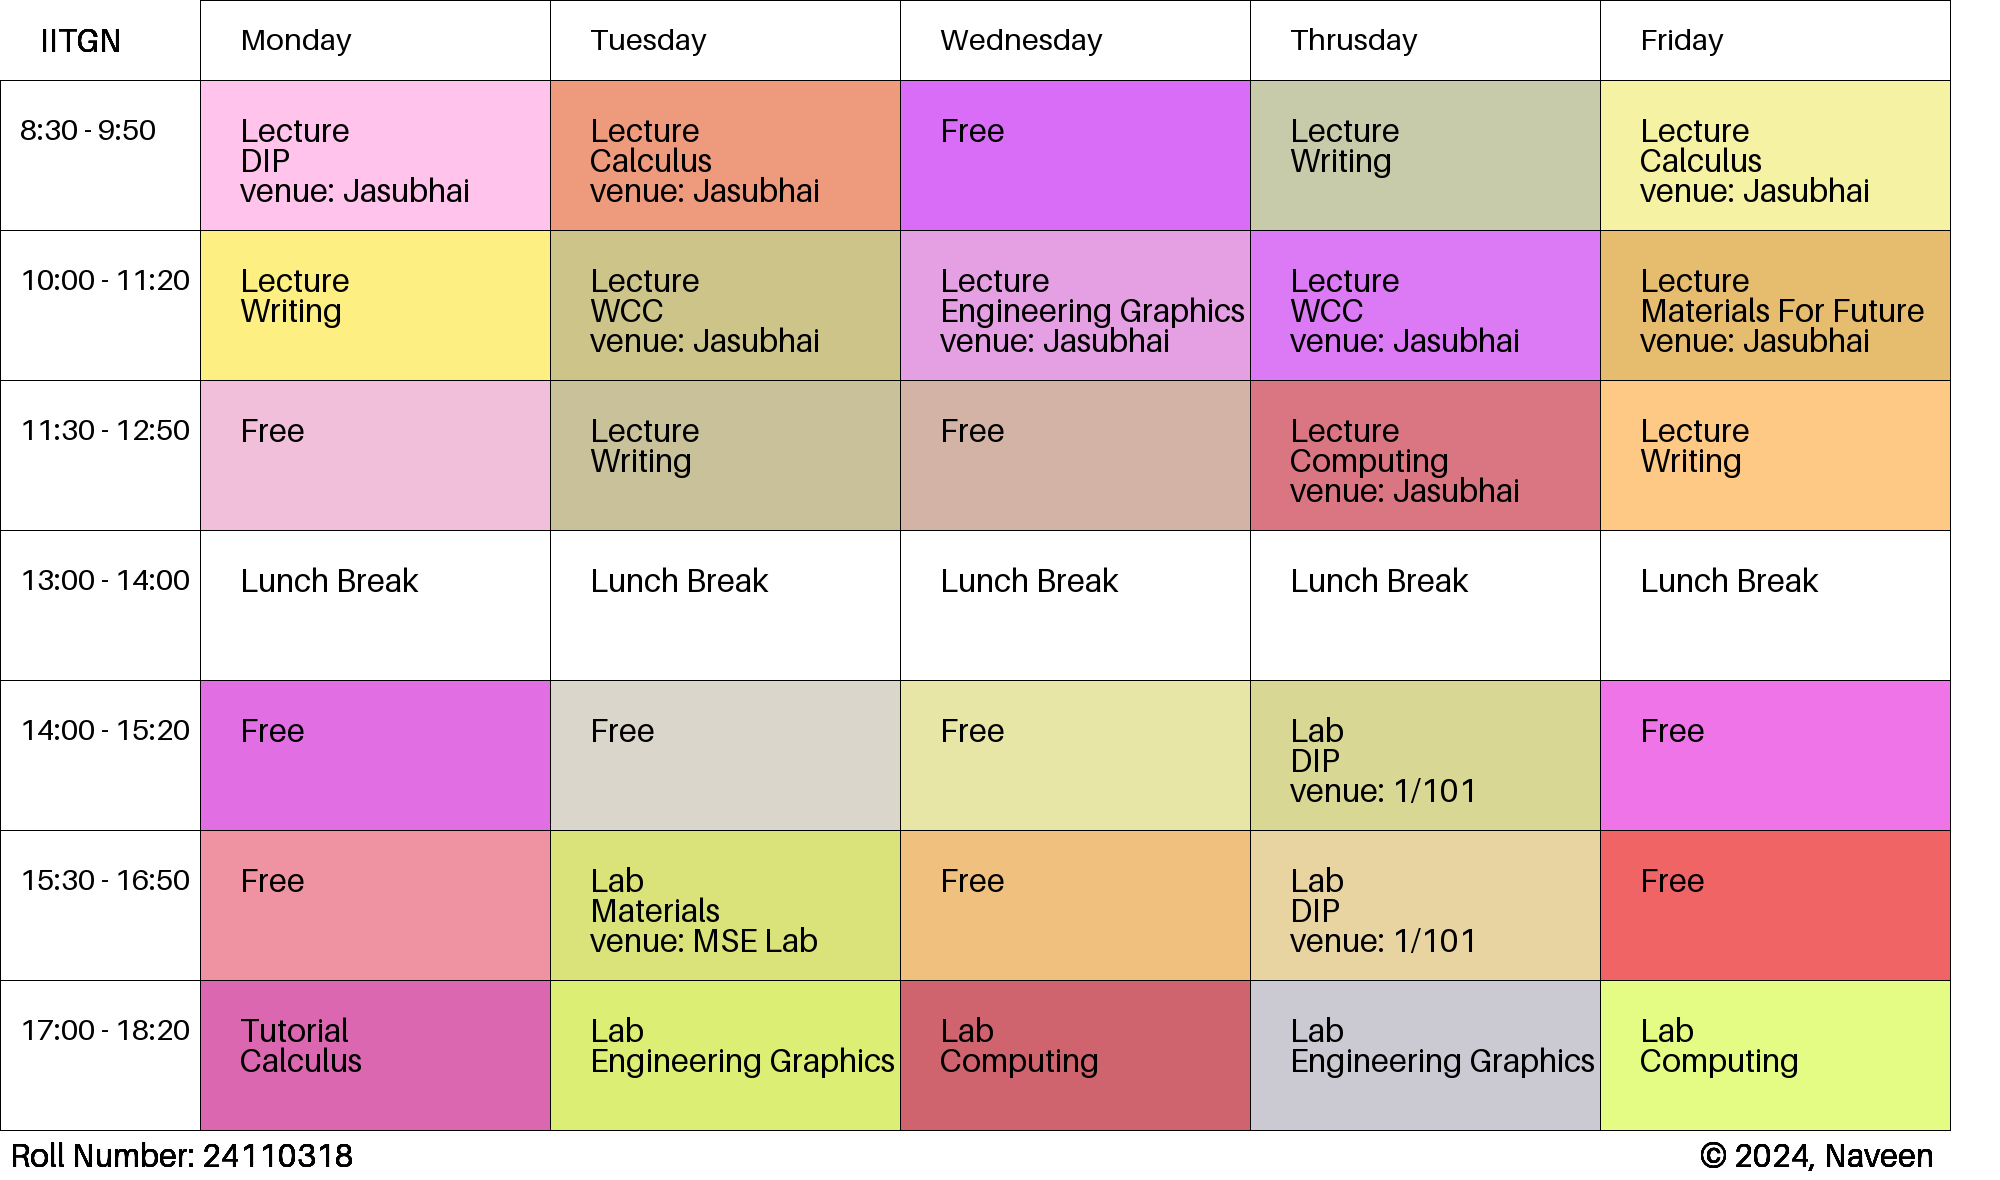 IITGN Monday Tuesday Wednesday Thrusday Friday
8:30 - 9:50
Lecture
DIP
venue: Jasubhai
Lecture
Calculus
venue: Jasubhai
Free
Lecture
Writing
Lecture
Calculus
venue: Jasubhai
10:00 - 11:20
Lecture
Writing
Lecture
WCC
venue: Jasubhai
Lecture
Engineering Graphics
venue: Jasubhai
Lecture
WCC
venue: Jasubhai
Lecture
Materials For Future
venue: Jasubhai
11:30 - 12:50
Free
Lecture
Writing
Free
Lecture
Computing
venue: Jasubhai
Lecture
Writing
13:00 - 14:00
Lunch Break
Lunch Break
Lunch Break
Lunch Break
Lunch Break
14:00 - 15:20
Free
Free
Free
Lab
DIP
venue: 1/101
Free
15:30 - 16:50
Free
Lab
Materials
venue: MSE Lab
Free
Lab
DIP
venue: 1/101
Free
17:00 - 18:20
Tutorial
Calculus
Lab
Engineering Graphics
Lab
Computing
Lab
Engineering Graphics
Lab
Computing
Roll Number: 24110318
© 2024, Naveen